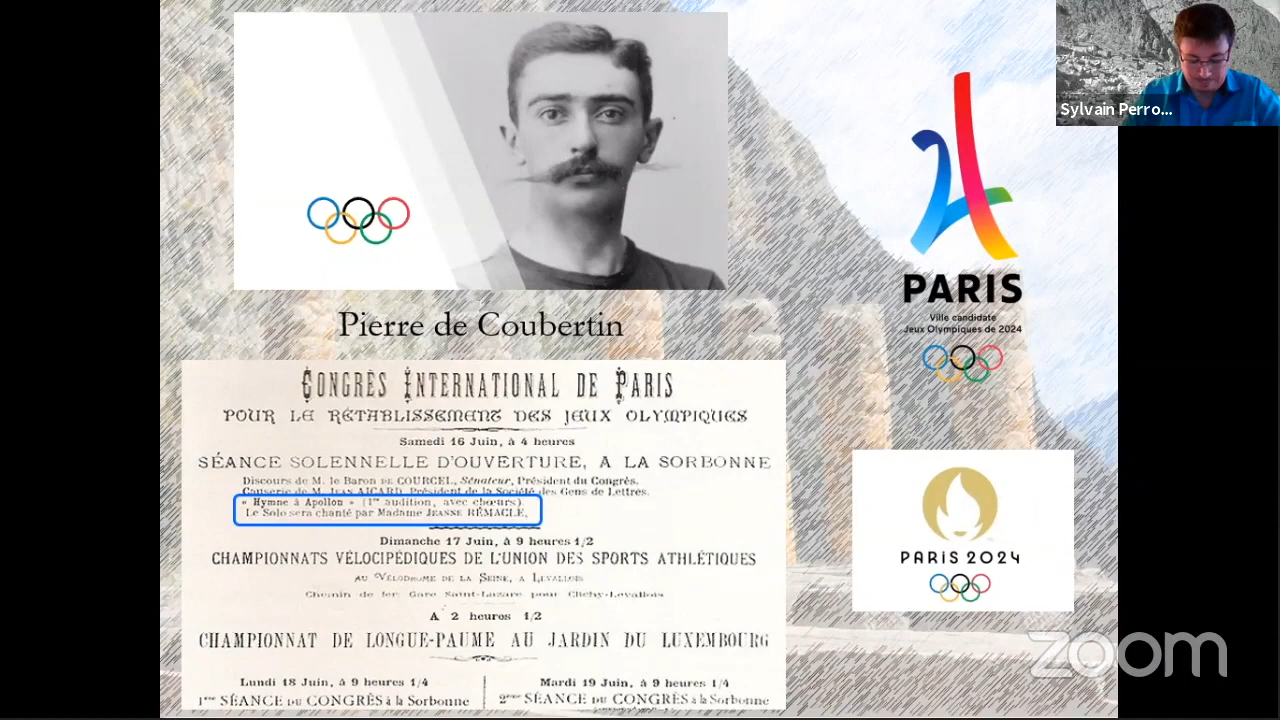 Sylvain Perro...
PARIS
Ville candidate
Jeux Olympiques de 2024
Pierre de Coubertin
CONGRÈS INTERNATIONAL DE PARIS
POUR LE RÉTABLISSEMENT DES JEUX OLYMPIQUES
Samedi 16 Juin, à 4 heures
SÉANCE SOLENNELLE D'OUVERTURE, A LA SORBONNE
Discours de M. le Baron DE COURCEL, Sénateur, Président du Congrès.
Causerie de M. JEAN AICARD, Président de la Société des Gens de Lettres.
« Hymne à Apollon » (1re audition, avec chœurs).
Le Solo sera chanté par Madame JEANNE REMACLE.
Dimanche 17 Juin, à 9 heures 1/2
CHAMPIONNATS VÉLOCIPÉDIQUES DE L'UNION DES SPORTS ATHLÉTIQUES
AU VÉLODROME DE LA SEINE, A LEVALLOIS
Chemin de fer: Gare Saint-Lazare pour Clichy-Levallois
A 2 heures 1/2
CHAMPIONNAT DE LONGUE-PAUME AU JARDIN DU LUXEMBOURG
Lundi 18 Juin, à 9 heures 1/4
1re SÉANCE DU CONGRÈS à la Sorbonne
Mardi 19 Juin, à 9 heures 1/4
2me SÉANCE DU CONGRÈS à la Sorbonne
PARIS 2024
zoom